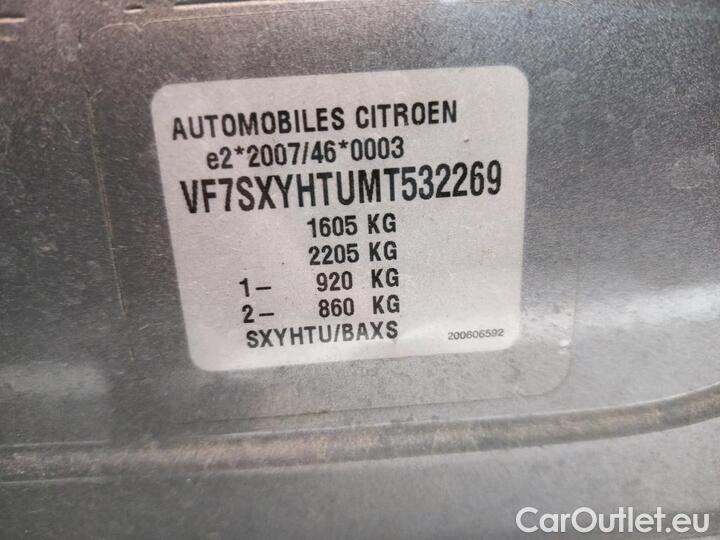 AUTOMOBILES CITROEN
e2*2007/46*0003
VF7SXYHTUMT532269
1605 KG
2205 KG
1- 920 KG
2- 860 KG
SXYHTU/BAXS 200606592
CarOutlet.eu